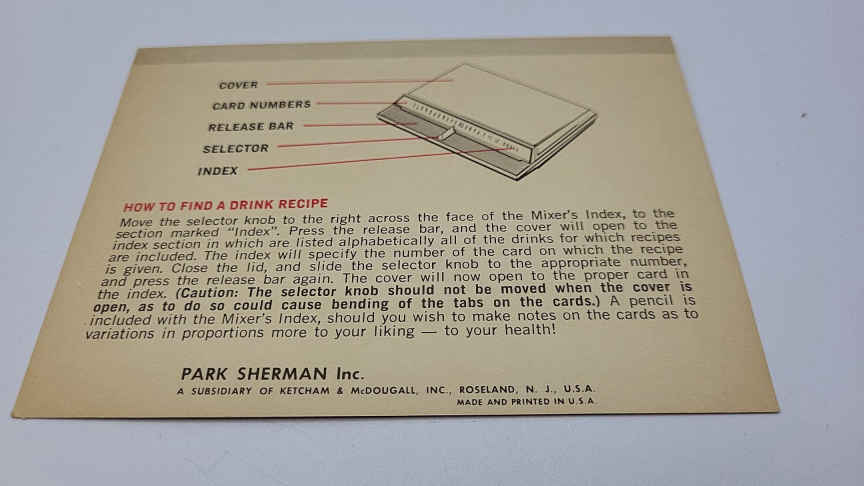 COVER
CARD NUMBERS
RELEASE BAR
SELECTOR
INDEX
HOW TO FIND A DRINK RECIPE
Move the selector knob to the right across the face of the Mixer's Index, to the
section marked "Index". Press the release bar, and the cover will open to the
index section in which are listed alphabetically all of the drinks for which recipes
are included. The index will specify the number of the card on which the recipe
is given. Close the lid, and slide the selector knob to the appropriate number,
and press the release bar again. The cover will now open to the proper card in
the index. (Caution: The selector knob should not be moved when the cover is
open, as to do so could cause bending of the tabs on the cards.) A pencil is
included with the Mixer's Index, should you wish to make notes on the cards as to
variations in proportions more to your liking — to your health!
PARK SHERMAN Inc.
A SUBSIDIARY OF KETCHAM & McDOUGALL, INC., ROSELAND, N. J., U.S.A.
MADE AND PRINTED IN U.S.A.